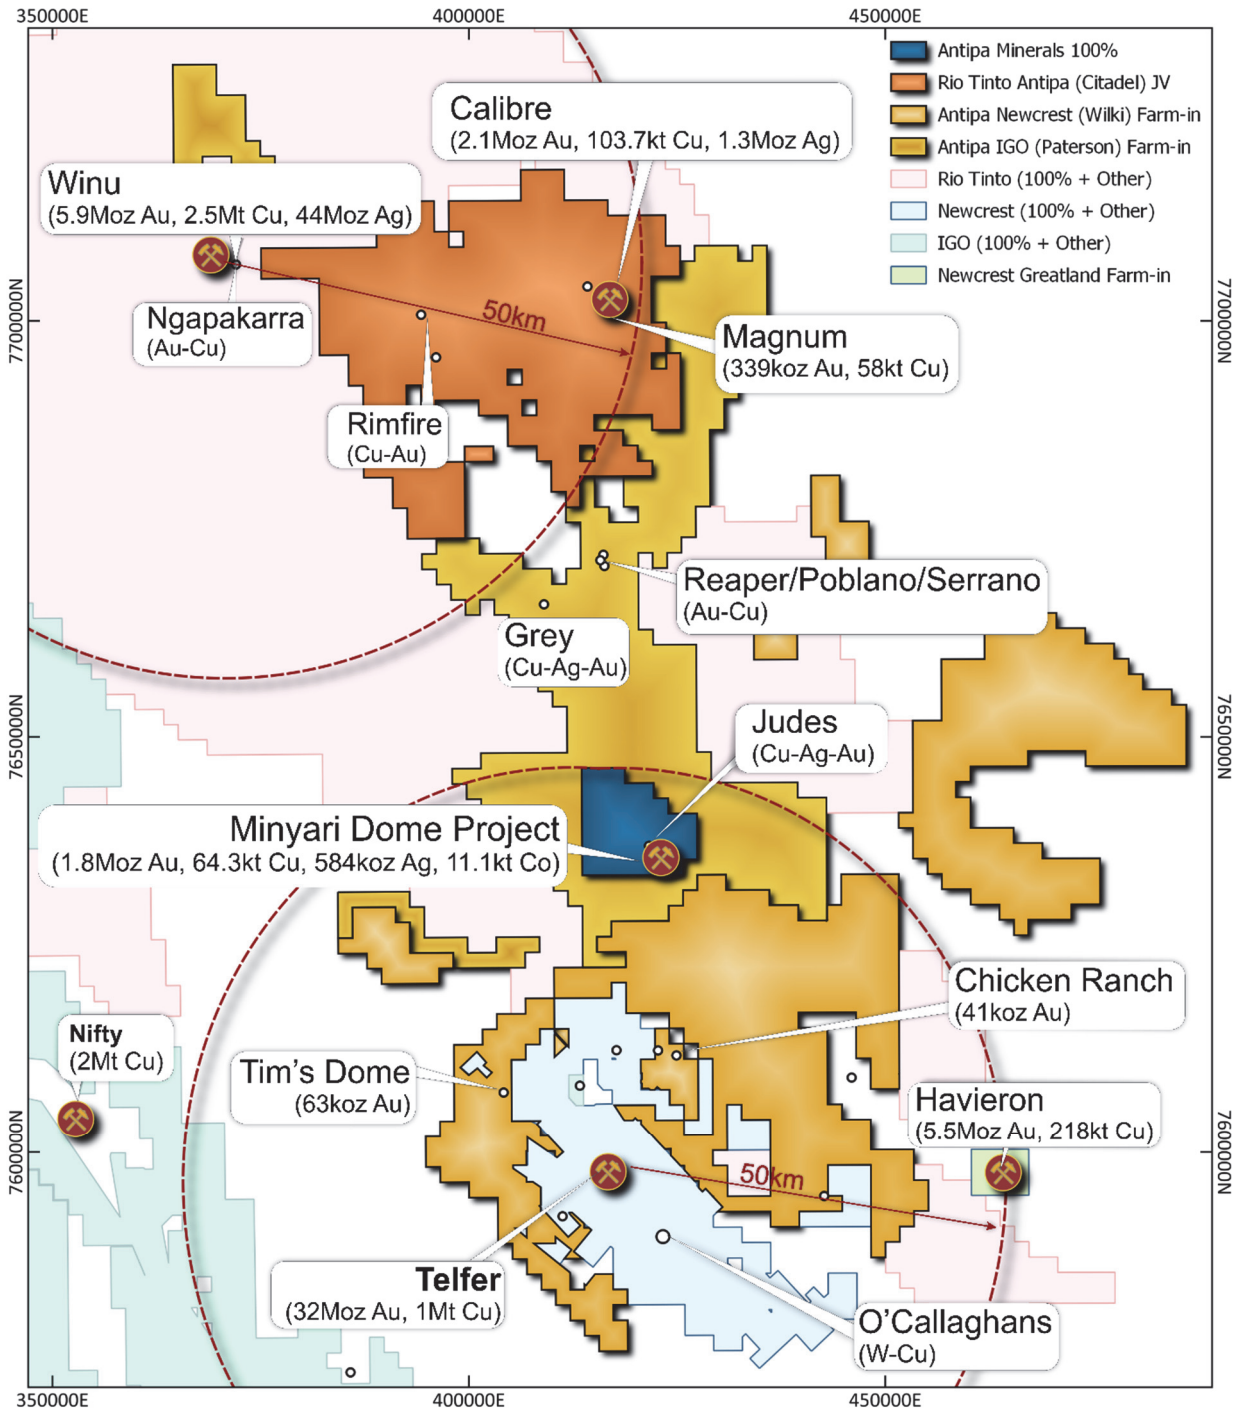 350000E
400000E
450000E
Antipa Minerals 100%
Rio Tinto Antipa (Citadel) JV
Antipa Newcrest (Wilki) Farm-in
Antipa IGO (Paterson) Farm-in
Rio Tinto (100% + Other)
Newcrest (100% + Other)
IGO (100% + Other)
Newcrest Greatland Farm-in
Calibre
(2.1Moz Au, 103.7kt Cu, 1.3Moz Ag)
Winu
(5.9Moz Au, 2.5Mt Cu, 44Moz Ag)
Ngapakarra
(Au-Cu)
50km
Magnum
(339koz Au, 58kt Cu)
7700000N
7700000N
Rimfire
(Cu-Au)
Reaper/Poblano/Serrano
(Au-Cu)
Grey
(Cu-Ag-Au)
Judes
(Cu-Ag-Au)
7650000N
7650000N
Minyari Dome Project
(1.8Moz Au, 64.3kt Cu, 584koz Ag, 11.1kt Co)
Chicken Ranch
(41koz Au)
Nifty
(2Mt Cu)
Tim's Dome
(63koz Au)
Havieron
(5.5Moz Au, 218kt Cu)
7600000N
7600000N
50km
Telfer
(32Moz Au, 1Mt Cu)
O'Callaghans
(W-Cu)
350000E
400000E
450000E